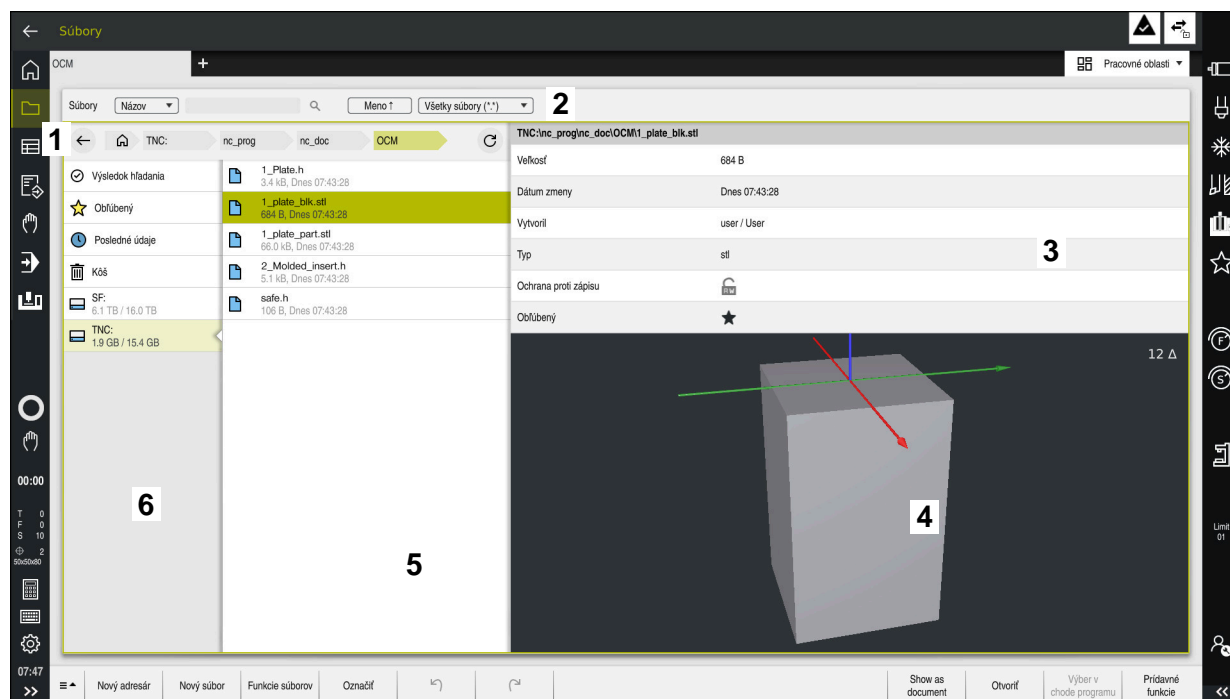 Súbory
OCM
+
Pracovné oblasti
Súbory
Názov
Meno↑
Všetky súbory (*.*)
2
1
TNC:
nc_prog
nc_doc
OCM
TNC:\nc_prog\nc_doc\OCM\1_plate_blk.stl
Výsledok hľadania
Obľúbený
Posledné údaje
Kôš
SF:
6.1 TB / 16.0 TB
TNC:
1.9 GB / 15.4 GB
6
1_Plate.h
3.4 kB, Dnes 07:43:28
1_plate_blk.stl
684 B, Dnes 07:43:28
1_plate_part.stl
66.0 kB, Dnes 07:43:28
2_Molded_insert.h
5.1 kB, Dnes 07:43:28
safe.h
106 B, Dnes 07:43:28
5
Veľkosť 684 B
Dátum zmeny Dnes 07:43:28
Vytvoril user / User
Typ stl
3
Ochrana proti zápisu
RW
Obľúbený
12 Δ
4
00:00
T 0
F 0
S 10
2
50x50x80
07:47
F
S
Limit
01
Nový adresár
Nový súbor
Funkcie súborov
Označiť
Show as
document
Otvoriť
Výber v
chode programu
Prídavné
funkcie